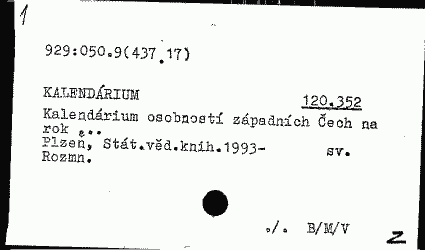 1
929:050.9(437.17)
KALENDÁRIUM
120.352
Kalendárium osobností západních Čech na
rok ...
Plzeň, Stát.věd.knih.1993- sv.
Rozmn.
./. B/M/V
Z